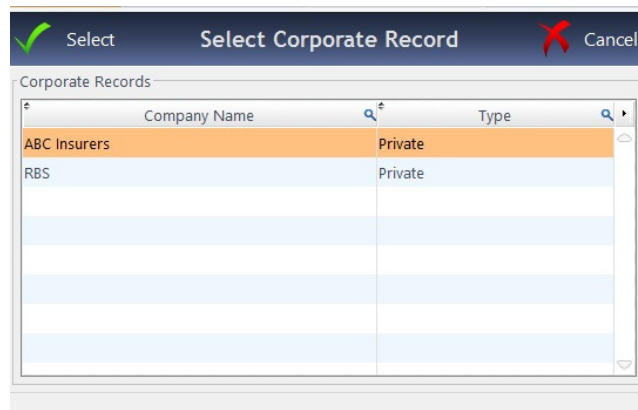 Select Select Corporate Record Cancel
Corporate Records
Company Name Type
ABC Insurers Private
RBS Private